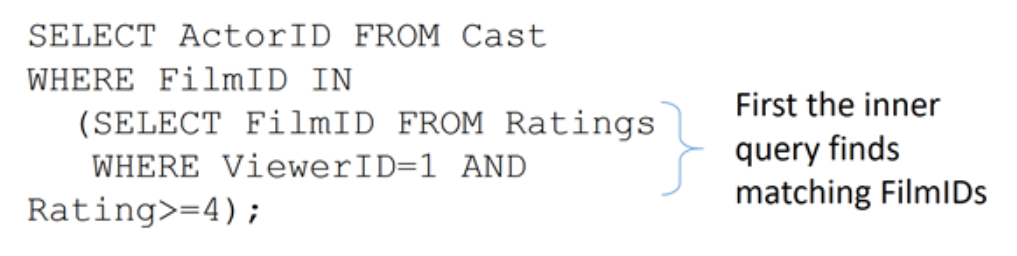 SELECT ActorID FROM Cast
WHERE FilmID IN
(SELECT FilmID FROM Ratings
WHERE ViewerID=1 AND
Rating>=4);
First the inner
query finds
matching FilmIDs